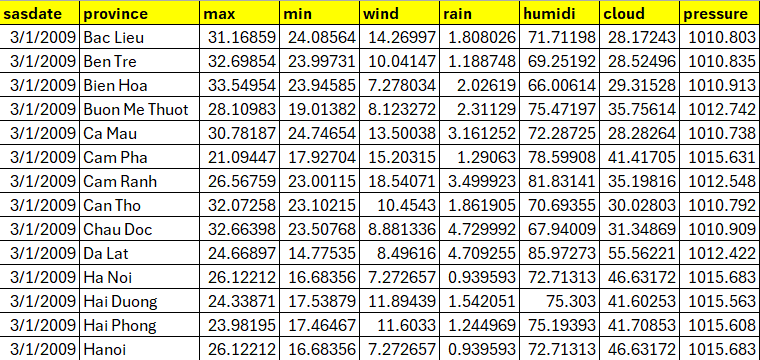 sasdate province max min wind rain humidi cloud pressure
3/1/2009 Bac Lieu 31.16859 24.08564 14.26997 1.808026 71.71198 28.17243 1010.803
3/1/2009 Ben Tre 32.69854 23.99731 10.04147 1.188748 69.25192 28.52496 1010.835
3/1/2009 Bien Hoa 33.54954 23.94585 7.278034 2.02619 66.00614 29.31528 1010.913
3/1/2009 Buon Me Thuot 28.10983 19.01382 8.123272 2.31129 75.47197 35.75614 1012.742
3/1/2009 Ca Mau 30.78187 24.74654 13.50038 3.161252 72.28725 28.28264 1010.738
3/1/2009 Cam Pha 21.09447 17.92704 15.20315 1.29063 78.59908 41.41705 1015.631
3/1/2009 Cam Ranh 26.56759 23.00115 18.54071 3.499923 81.83141 35.19816 1012.548
3/1/2009 Can Tho 32.07258 23.10215 10.4543 1.861905 70.69355 30.02803 1010.792
3/1/2009 Chau Doc 32.66398 23.50768 8.881336 4.729992 67.94009 31.34869 1010.909
3/1/2009 Da Lat 24.66897 14.77535 8.49616 4.709255 85.97273 55.56221 1012.422
3/1/2009 Ha Noi 26.12212 16.68356 7.272657 0.939593 72.71313 46.63172 1015.683
3/1/2009 Hai Duong 24.33871 17.53879 11.89439 1.542051 75.303 41.60253 1015.563
3/1/2009 Hai Phong 23.98195 17.46467 11.6033 1.244969 75.19393 41.70853 1015.608
3/1/2009 Hanoi 26.12212 16.68356 7.272657 0.939593 72.71313 46.63172 1015.683